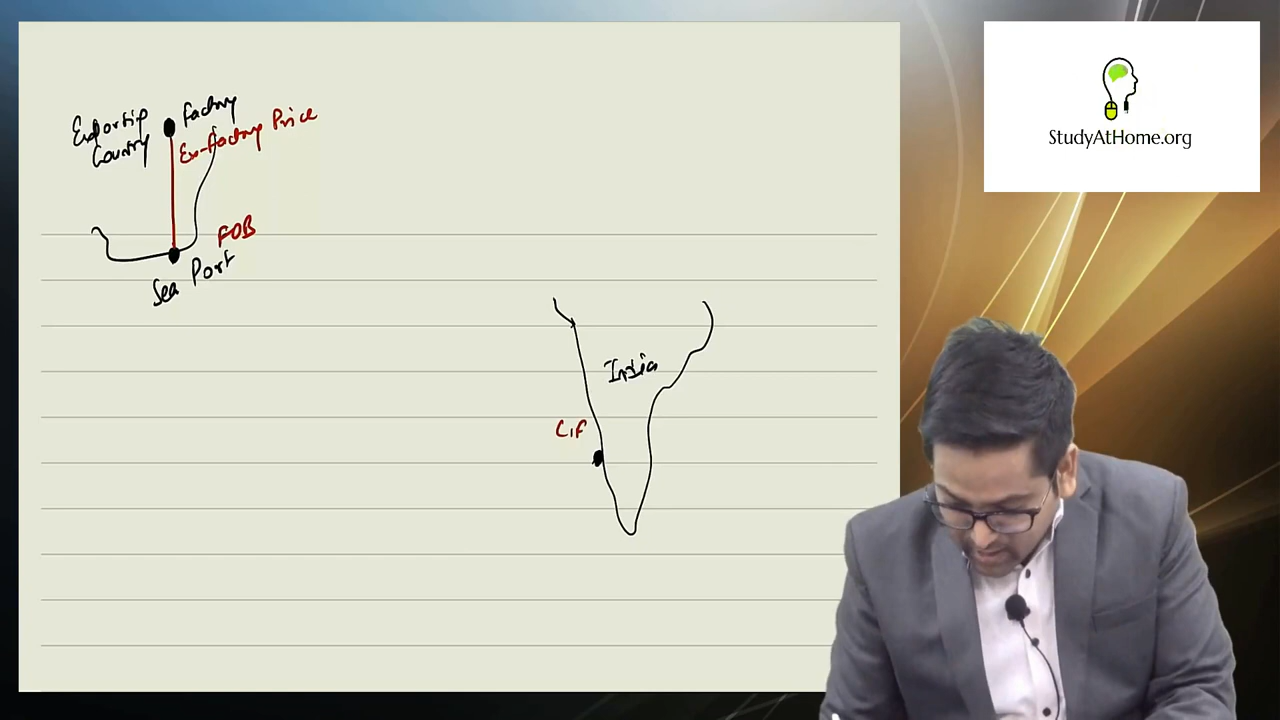 Exporting
Country
Factory
Ex-Factory Price
FOB
Sea Port
India
CIF
StudyAtHome.org